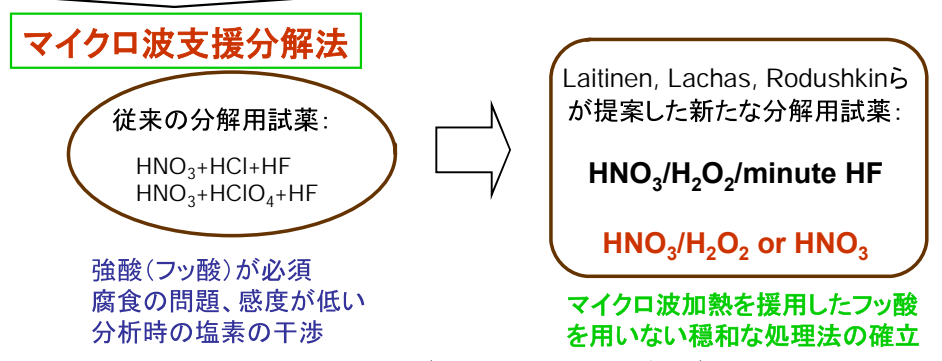 マイクロ波支援分解法
従来の分解用試薬：
HNO₃+HCl+HF
HNO₃+HClO₄+HF
強酸（フッ酸）が必須
腐食の問題、感度が低い
分析時の塩素の干渉
Laitinen, Lachas, Rodushkinら
が提案した新たな分解用試薬：
HNO₃/H₂O₂/minute HF
HNO₃/H₂O₂ or HNO₃
マイクロ波加熱を援用したフッ酸
を用いない穏和な処理法の確立